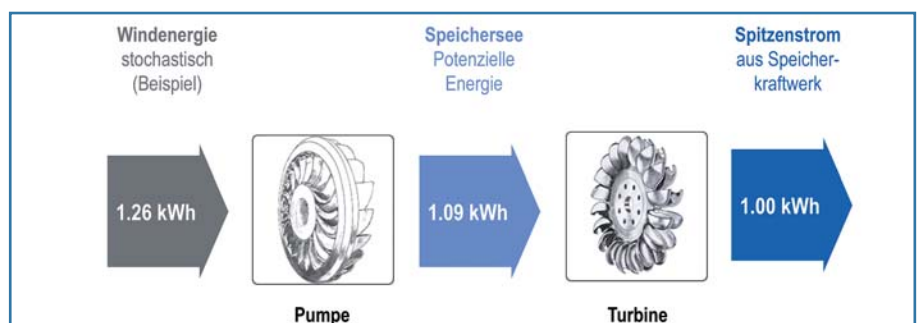 Windenergie
stochastisch
(Beispiel)
Speichersee
Potenzielle
Energie
Spitzenstrom
aus Speicher-
kraftwerk
1.26 kWh
1.09 kWh
1.00 kWh
Pumpe
Turbine